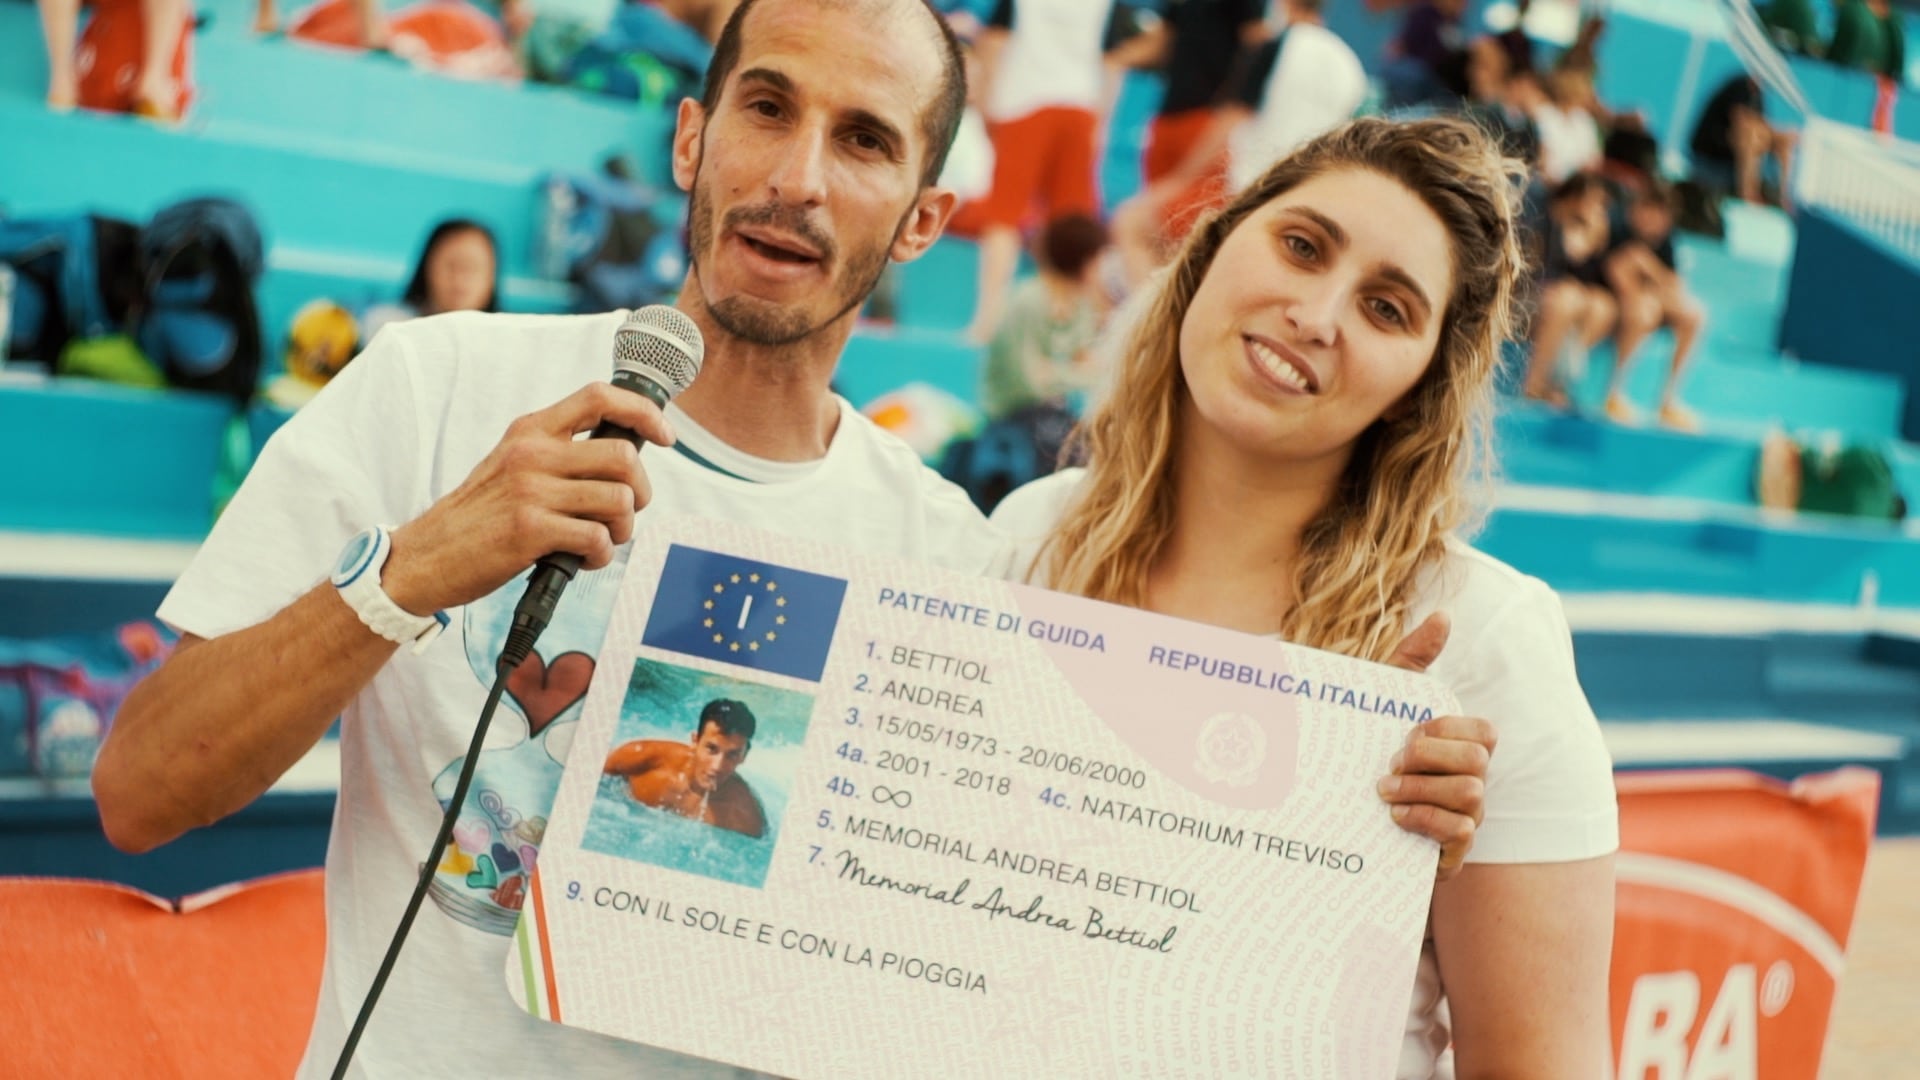 I
PATENTE DI GUIDA REPUBBLICA ITALIANA
1. BETTIOL
2. ANDREA
3. 15/05/1973 - 20/06/2000
4a. 2001 - 2018 4c. NATATORIUM TREVISO
4b. ∞
5. MEMORIAL ANDREA BETTIOL
7. Memorial Andrea Bettiol
9. CON IL SOLE E CON LA PIOGGIA
RA®